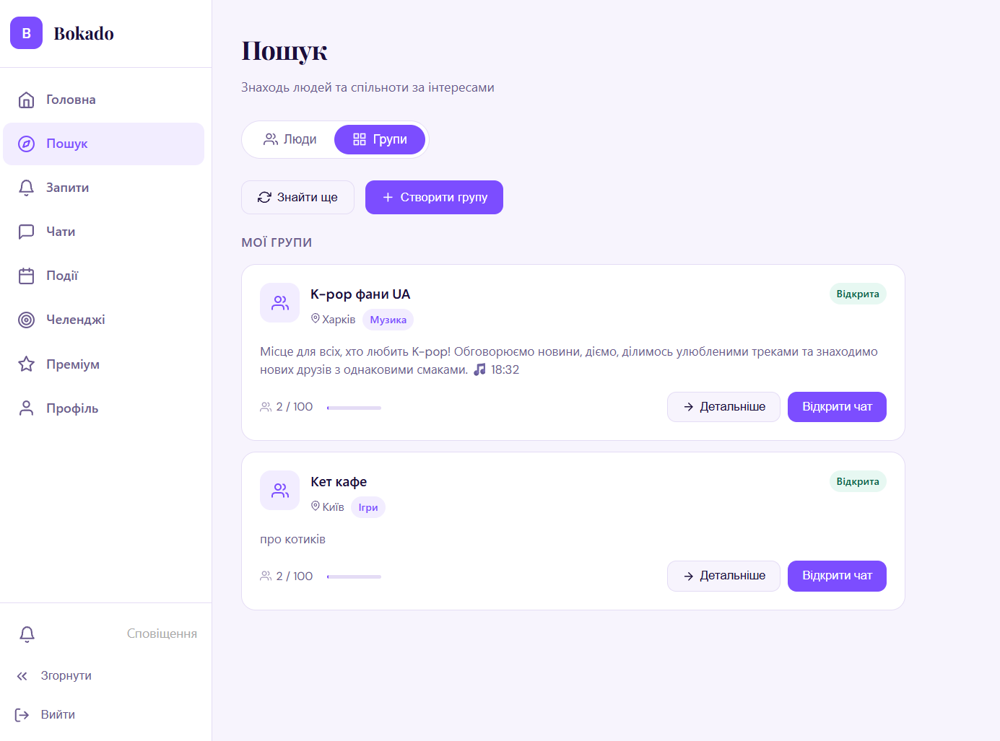 B Bokado
Головна
Пошук
Запити
Чати
Події
Челенджі
Преміум
Профіль
Сповіщення
Згорнути
Вийти
Пошук
Знаходь людей та спільноти за інтересами
Люди Групи
Знайти ще + Створити групу
МОЇ ГРУПИ
K-pop фани UA Відкрита
Харків Музика
Місце для всіх, хто любить K-pop! Обговорюємо новини, діємо, ділимось улюбленими треками та знаходимо
нових друзів з однаковими смаками. 🎵 18:32
2 / 100 → Детальніше Відкрити чат
Кет кафе Відкрита
Київ Ігри
про котиків
2 / 100 → Детальніше Відкрити чат